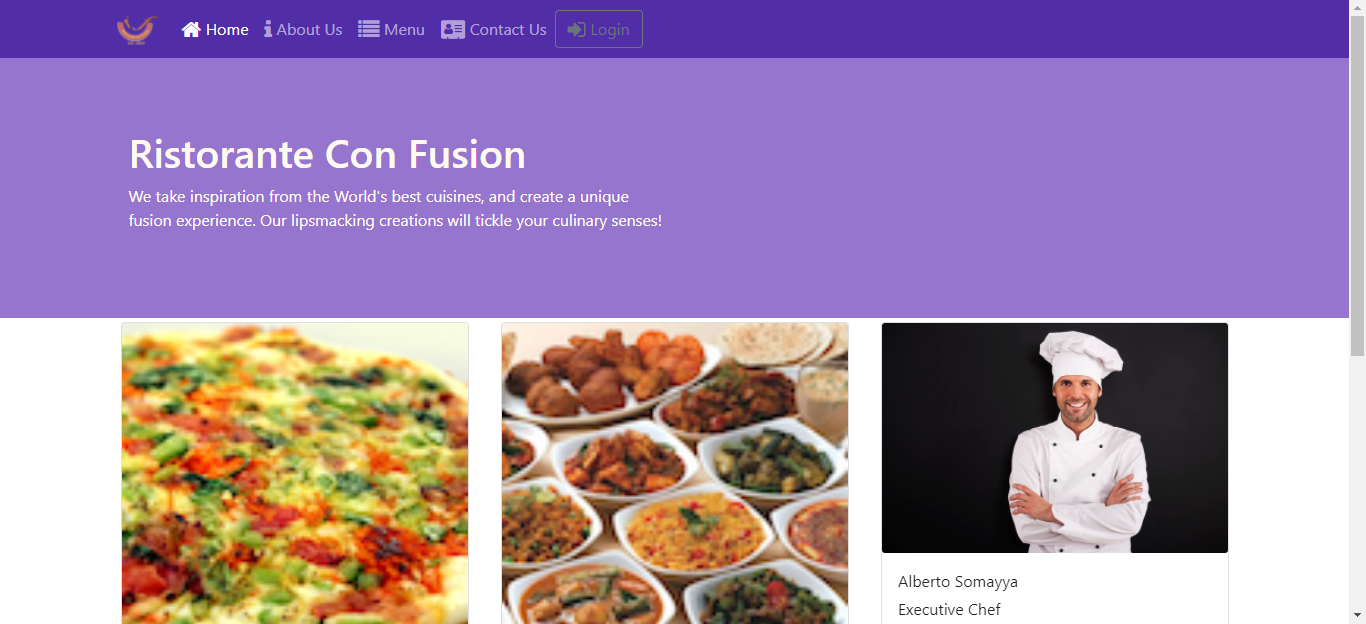 Home About Us Menu Contact Us Login
Ristorante Con Fusion
We take inspiration from the World's best cuisines, and create a unique
fusion experience. Our lipsmacking creations will tickle your culinary senses!
Alberto Somayya
Executive Chef